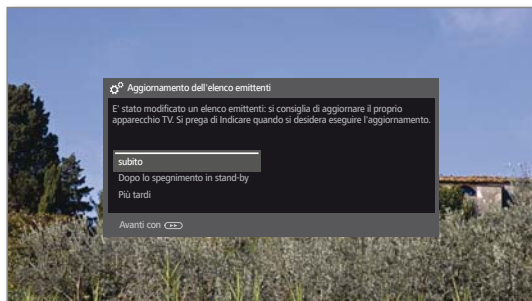 Aggiornamento dell'elenco emittenti
E' stato modificato un elenco emittenti: si consiglia di aggiornare il proprio
apparecchio TV. Si prega di Indicare quando si desidera eseguire l'aggiornamento.
subito
Dopo lo spegnimento in stand-by
Più tardi
Avanti con